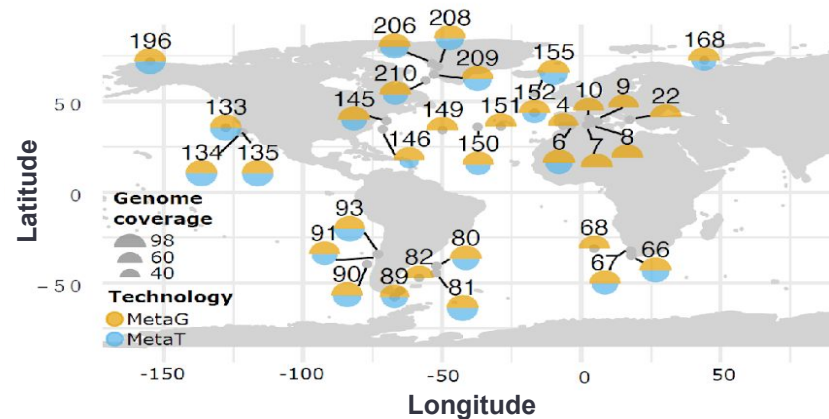 206 208
196 209 155 168
210 152 10 9
133 145 149 151 4 22
134 135 146 150 6 7 8
93
91 82 80 68
90 89 81 67 66
Latitude
50
0
-50
Genome
coverage
98
60
40
Technology
MetaG
MetaT
-150 -100 -50 0 50
Longitude